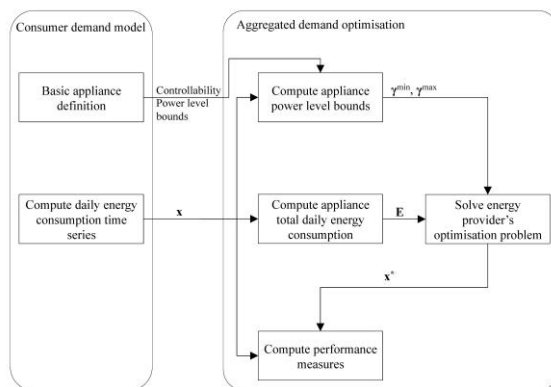 Consumer demand model
Aggregated demand optimisation
Basic appliance
definition
Controllability
Power level
bounds
Compute appliance
power level bounds
γmin, γmax
Compute daily energy
consumption time
series
x
Compute appliance
total daily energy
consumption
E
Solve energy
provider's
optimisation problem
x*
Compute performance
measures